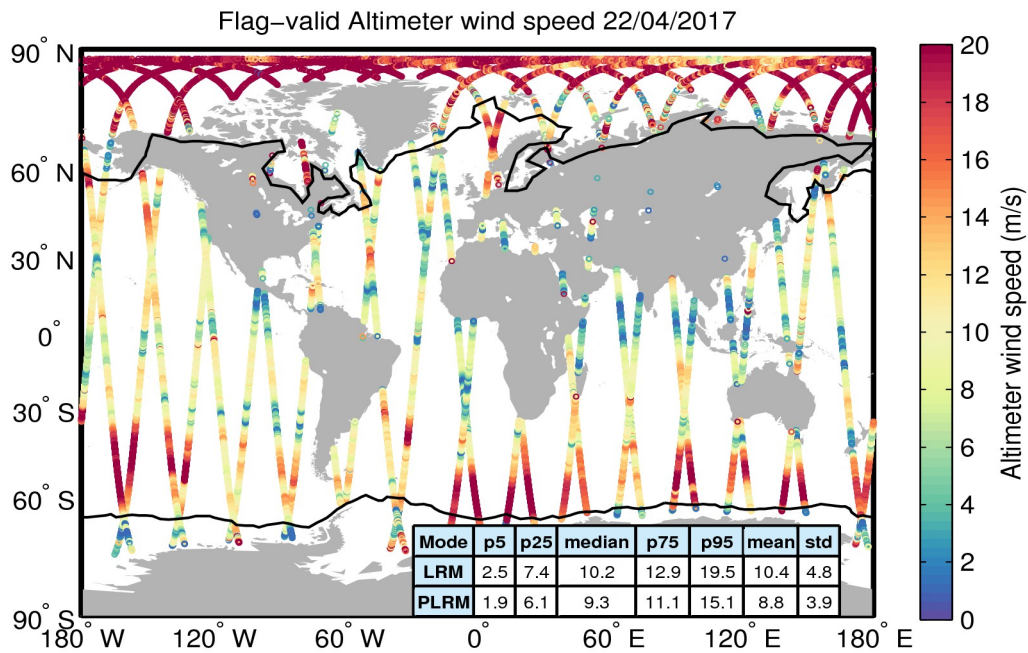 Flag−valid Altimeter wind speed 22/04/2017
90° N
60° N
30° N
0°
30° S
60° S
90° S
180° W
120° W
60° W
0°
60° E
120° E
180° E
Mode p5 p25 median p75 p95 mean std
LRM 2.5 7.4 10.2 12.9 19.5 10.4 4.8
PLRM 1.9 6.1 9.3 11.1 15.1 8.8 3.9
20
18
16
14
12
10
8
6
4
2
0
Altimeter wind speed (m/s)